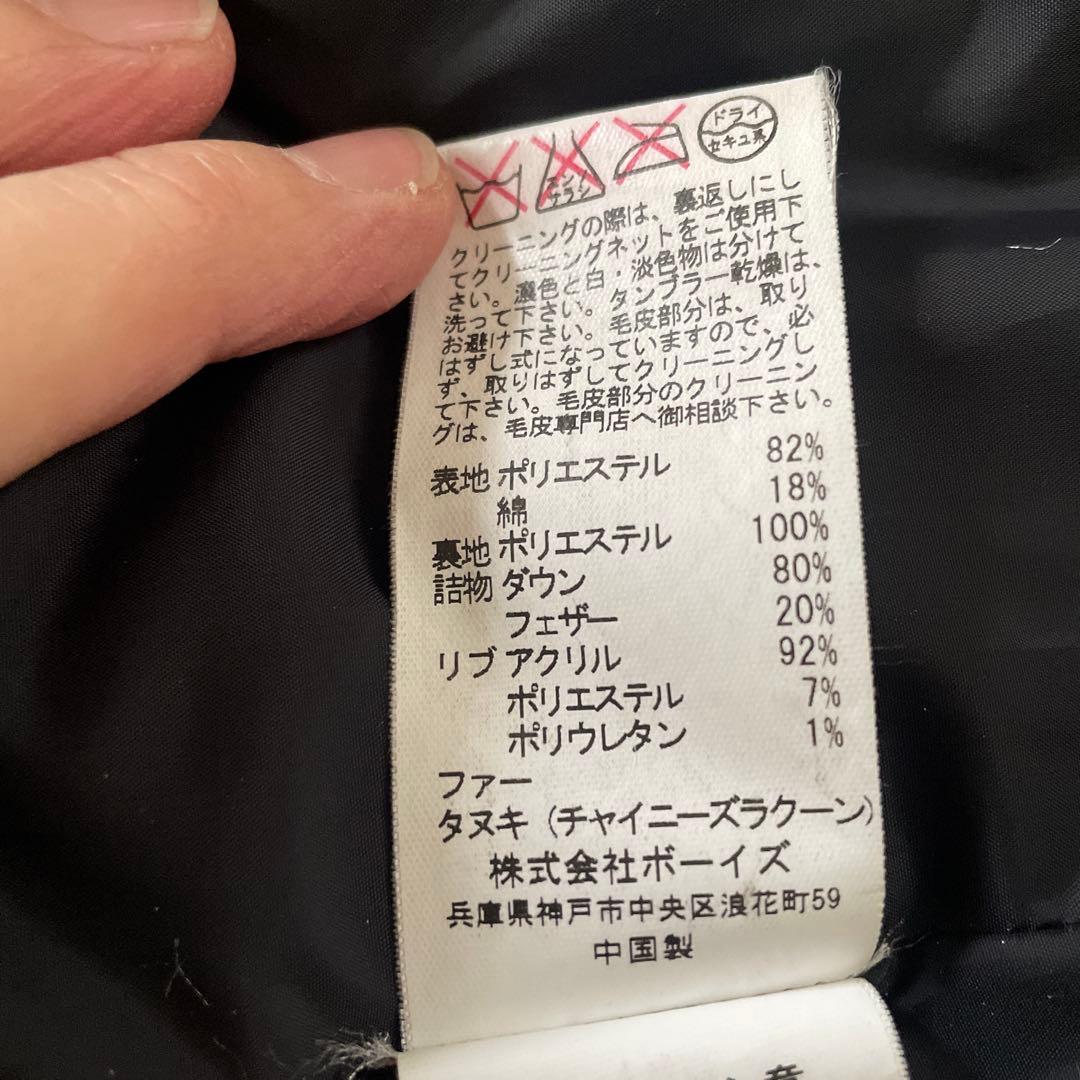 エンソ
チラシ
ドライ
セキユ系
クリーニングの際は、裏返しにし
てクリーニングネットをご使用下
さい。濃色と白・淡色物は分けて
洗って下さい。タンブラー乾燥は、
お避け下さい。毛皮部分は、取り
はずし式になっていますので、必
ず、取りはずしてクリーニングし
て下さい。毛皮部分のクリーニン
グは、毛皮専門店へ御相談下さい。
表地 ポリエステル 82%
綿 18%
裏地 ポリエステル 100%
詰物 ダウン 80%
フェザー 20%
リブ アクリル 92%
ポリエステル 7%
ポリウレタン 1%
ファー
タヌキ（チャイニーズラクーン）
株式会社ボーイズ
兵庫県神戸市中央区浪花町59
中国製